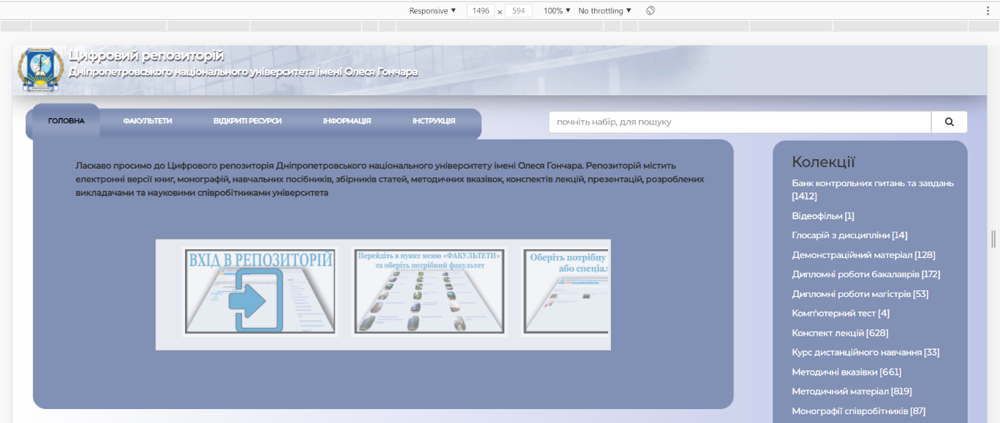 Responsive ▼ 1496 x 594 100% ▼ No throttling ▼
Цифровий репозиторій
Дніпропетровського національного університета імені Олеся Гончара
ГОЛОВНА ФАКУЛЬТЕТИ ВІДКРИТІ РЕСУРСИ ІНФОРМАЦІЯ ІНСТРУКЦІЯ
почніть набір, для пошуку
Ласкаво просимо до Цифрового репозиторія Дніпропетровського національного університету імені Олеся Гончара. Репозиторій містить
електронні версії книг, монографій, навчальних посібників, збірників статей, методичних вказівок, конспектів лекцій, презентацій, розроблених
викладачами та науковими співробітниками університета
ВХІД В РЕПОЗИТОРІЙ
Перейдіть в пункт меню «ФАКУЛЬТЕТИ»
та оберіть потрібний факультет
Оберіть потрібну
або спеціал
Колекції
Банк контрольних питань та завдань
[1412]
Відеофільм [1]
Глосарій з дисципліни [14]
Демонстраційний матеріал [128]
Дипломні роботи бакалаврів [172]
Дипломні роботи магістрів [53]
Комп'ютерний тест [4]
Конспект лекцій [628]
Курс дистанційного навчання [33]
Методичні вказівки [661]
Методичний матеріал [819]
Монографії співробітників [87]